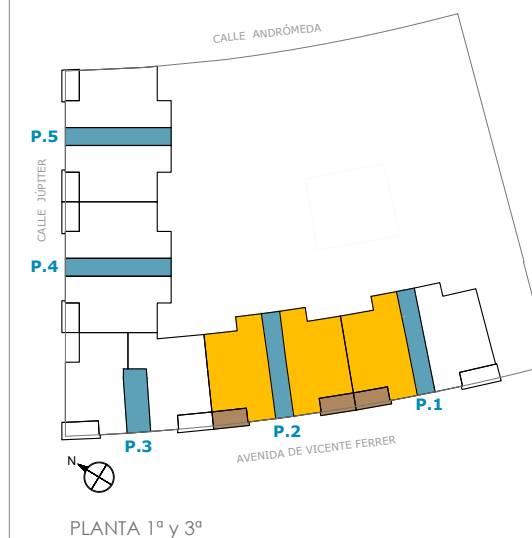 CALLE ANDRÓMEDA
P.5
CALLE JÚPITER
P.4
P.1
P.2
P.3
AVENIDA DE VICENTE FERRER
N
PLANTA 1ª y 3ª